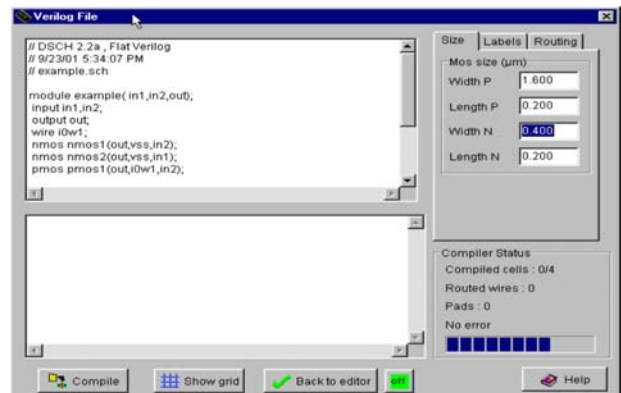 Verilog File
// DSCH 2.2a , Flat Verilog
// 9/23/01 5:34:07 PM
// example.sch
module example( in1,in2,out);
input in1,in2;
output out;
wire i0w1;
nmos nmos1(out,vss,in2);
nmos nmos2(out,vss,in1);
pmos pmos1(out,i0w1,in2);
Size Labels Routing
Mos size (µm)
Width P 1.600
Length P 0.200
Width N 0.400
Length N 0.200
Compiler Status
Compiled cells : 0/4
Routed wires : 0
Pads : 0
No error
Compile Show grid Back to editor off Help